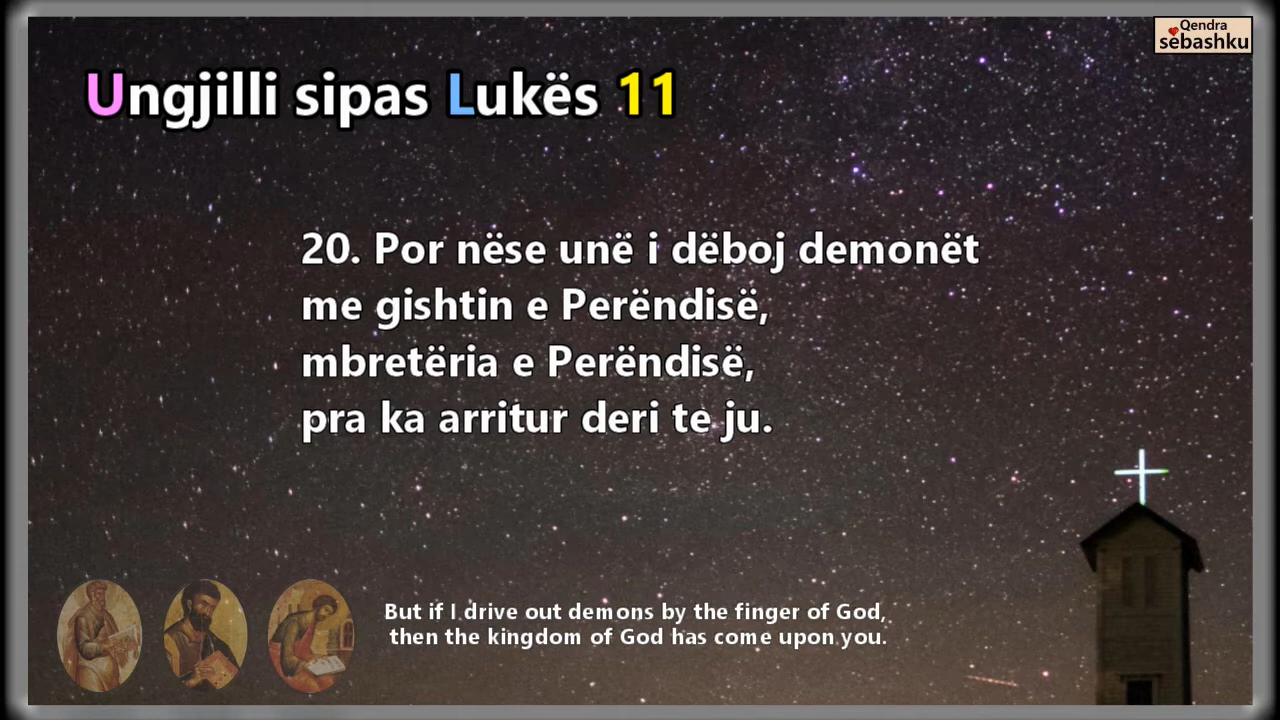 Qendra
sëbashku
Ungjilli sipas Lukës 11
20. Por nëse unë i dëboj demonët
me gishtin e Perëndisë,
mbretëria e Perëndisë,
pra ka arritur deri te ju.
But if I drive out demons by the finger of God,
then the kingdom of God has come upon you.